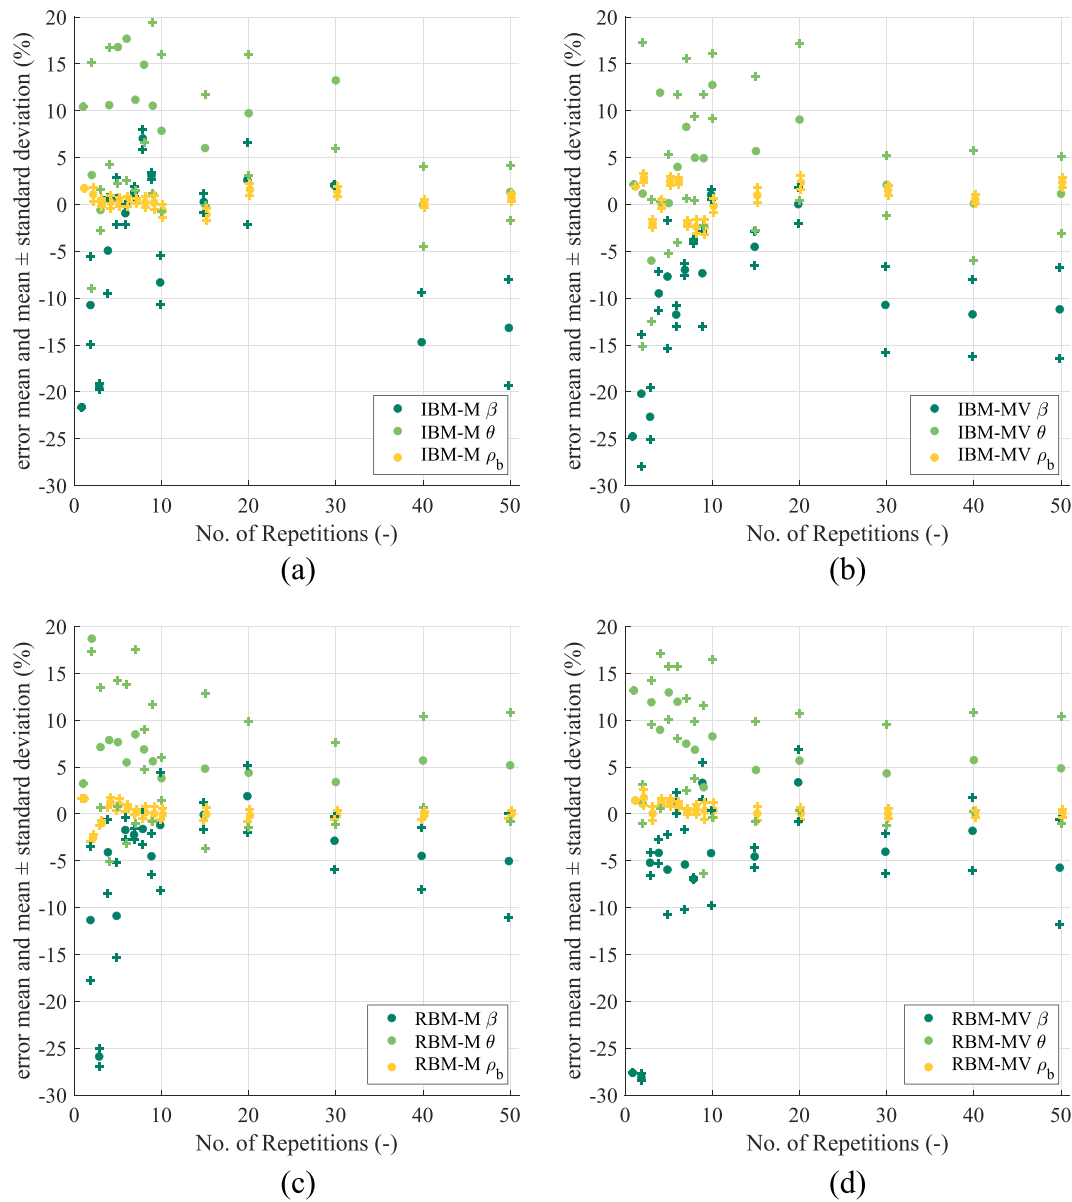 error mean and mean ± standard deviation (%)
20
15
10
5
0
-5
-10
-15
-20
-25
-30
0
10
20
30
40
50
No. of Repetitions (-)
IBM-M β
IBM-M θ
IBM-M ρb
(a)
error mean and mean ± standard deviation (%)
20
15
10
5
0
-5
-10
-15
-20
-25
-30
0
10
20
30
40
50
No. of Repetitions (-)
IBM-MV β
IBM-MV θ
IBM-MV ρb
(b)
error mean and mean ± standard deviation (%)
20
15
10
5
0
-5
-10
-15
-20
-25
-30
0
10
20
30
40
50
No. of Repetitions (-)
RBM-M β
RBM-M θ
RBM-M ρb
(c)
error mean and mean ± standard deviation (%)
20
15
10
5
0
-5
-10
-15
-20
-25
-30
0
10
20
30
40
50
No. of Repetitions (-)
RBM-MV β
RBM-MV θ
RBM-MV ρb
(d)